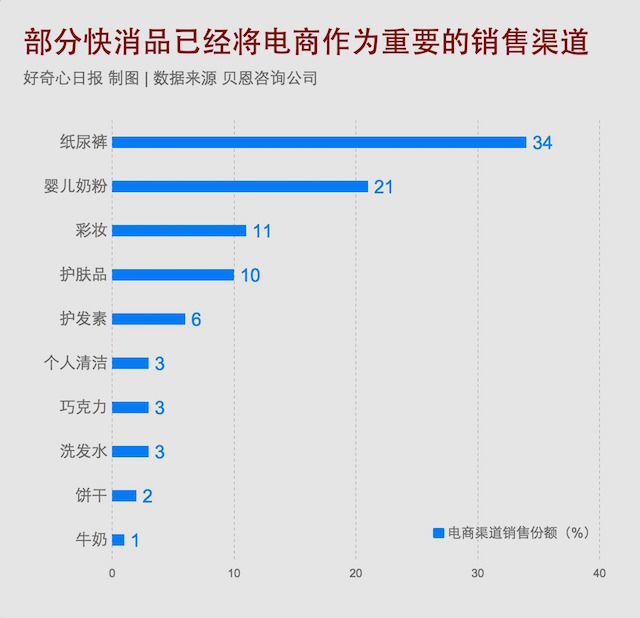 部分快消品已经将电商作为重要的销售渠道
好奇心日报 制图 | 数据来源 贝恩咨询公司
纸尿裤 34
婴儿奶粉 21
彩妆 11
护肤品 10
护发素 6
个人清洁 3
巧克力 3
洗发水 3
饼干 2
牛奶 1
电商渠道销售份额（%）
0 10 20 30 40